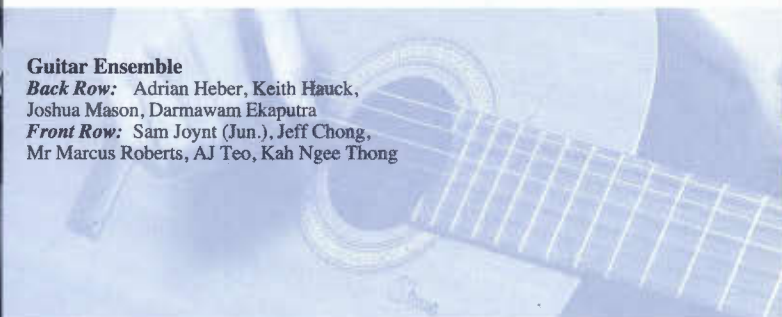 Guitar Ensemble
Back Row: Adrian Heber, Keith Hauck,
Joshua Mason, Darmawam Ekaputra
Front Row: Sam Joynt (Jun.), Jeff Chong,
Mr Marcus Roberts, AJ Teo, Kah Ngee Thong